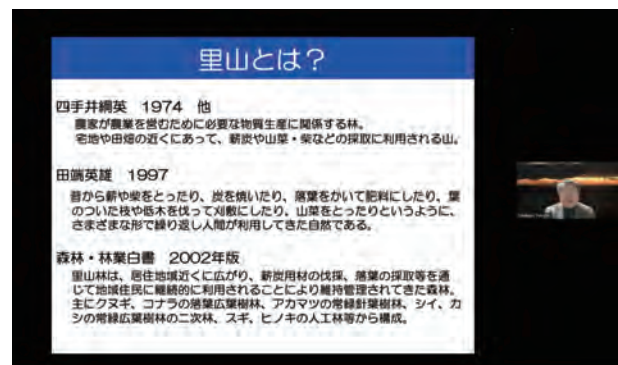 里山とは？
四手井綱英　1974　他
農家が農業を営むために必要な物質生産に関係する林。
宅地や田畑の近くにあって、薪炭や山菜・柴などの採取に利用される山。
田端英雄　1997
昔から薪や柴をとったり、炭を焼いたり、落葉をかいて肥料にしたり、葉
のついた枝や低木を伐って刈敷にしたり、山菜をとったりというように、
さまざまな形で繰り返し人間が利用してきた自然である。
森林・林業白書　2002年版
里山林は、居住地域近くに広がり、薪炭用材の伐採、落葉の採取等を通
じて地域住民に継続的に利用されることにより維持管理されてきた森林。
主にクヌギ、コナラの落葉広葉樹林、アカマツの常緑針葉樹林、シイ、カ
シの常緑広葉樹林の二次林、スギ、ヒノキの人工林等から構成。